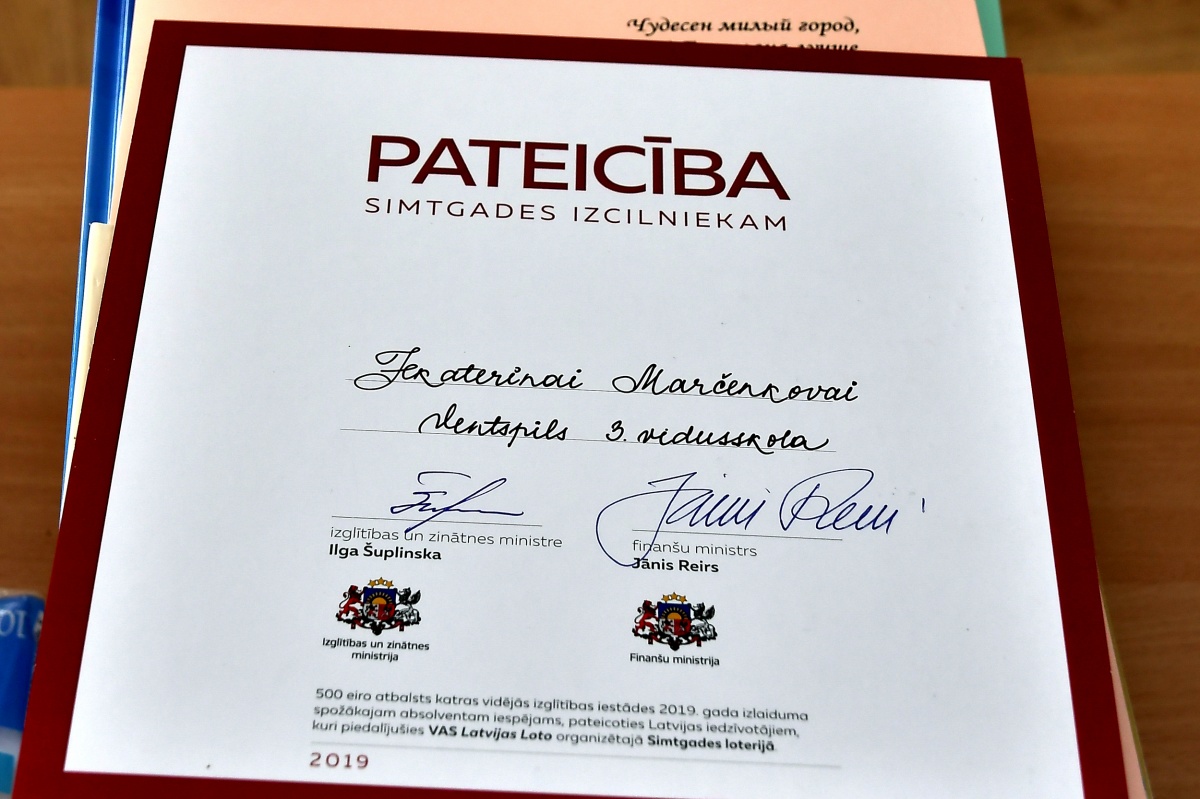 Чудесен милый город,
PATEICĪBA
SIMTGADES IZCILNIEKAM
Jekaterinai Marčenkovai
Ventspils 3. vidusskola
izglītības un zinātnes ministre
Ilga Šuplinska
Jānis Reirs
finanšu ministrs
Jānis Reirs
Izglītības un zinātnes
ministrija
Finanšu ministrija
500 eiro atbalsts katras vidējās izglītības iestādes 2019. gada izlaiduma
spožākajam absolventam iespējams, pateicoties Latvijas iedzīvotājiem,
kuri piedalījušies VAS Latvijas Loto organizētajā Simtgades loterijā
2019